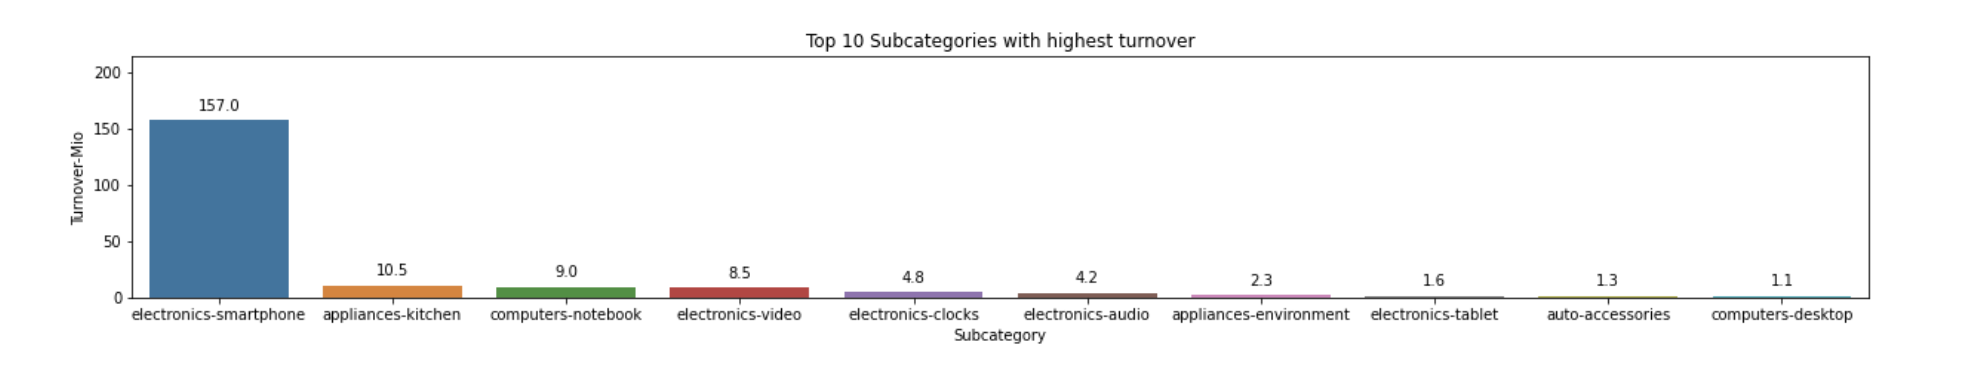 Top 10 Subcategories with highest turnover
Turnover-Mio
200
150
100
50
0
157.0 10.5 9.0 8.5 4.8 4.2 2.3 1.6 1.3 1.1
electronics-smartphone appliances-kitchen computers-notebook electronics-video electronics-clocks electronics-audio appliances-environment electronics-tablet auto-accessories computers-desktop
Subcategory